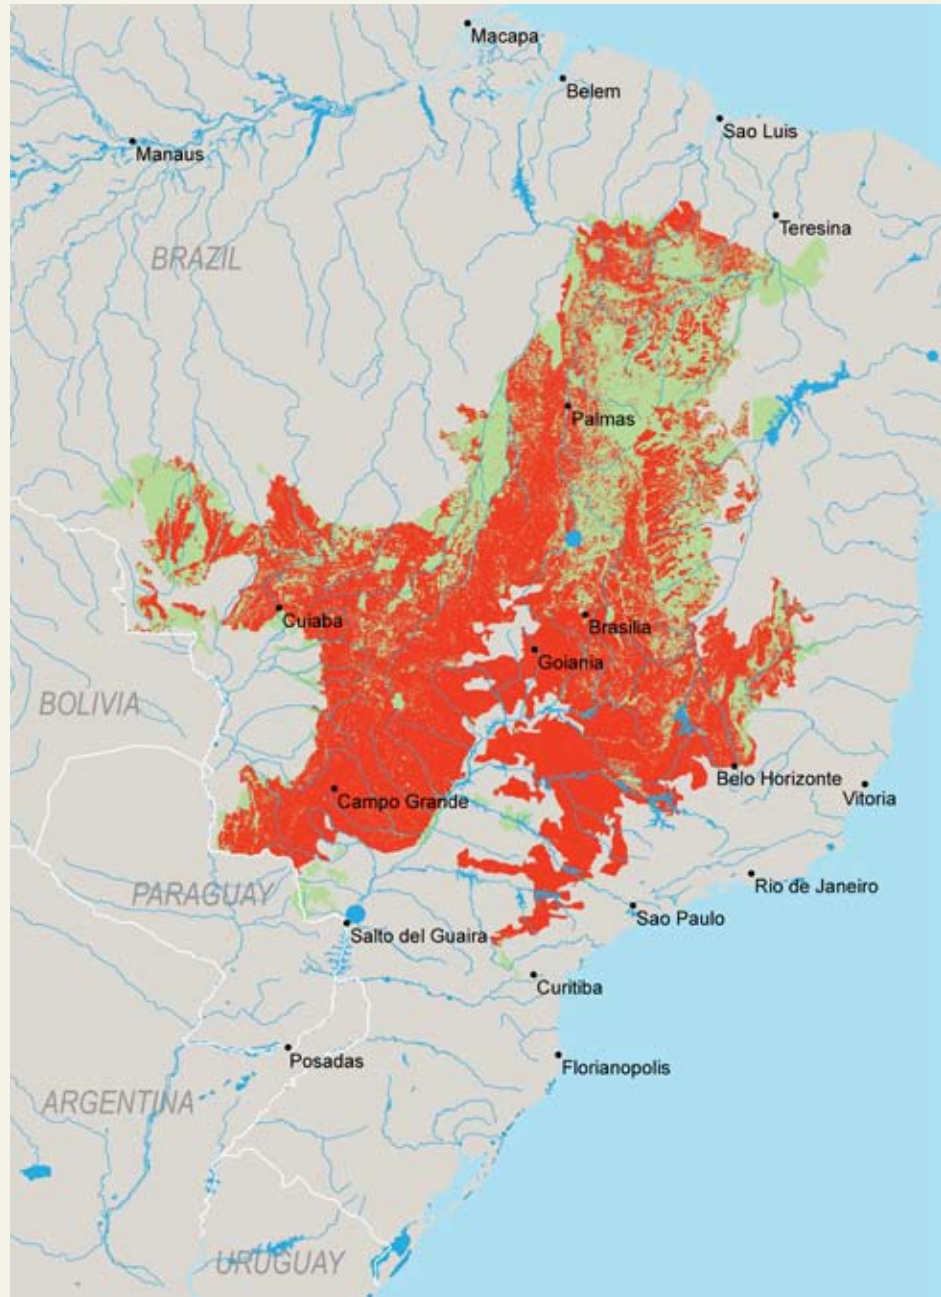 Macapa
Belem
Sao Luis
Manaus
Teresina
BRAZIL
Palmas
Cuiaba
Brasilia
Goiania
BOLIVIA
Belo Horizonte
Campo Grande
Vitoria
PARAGUAY
Rio de Janeiro
Sao Paulo
Salto del Guaira
Curitiba
Posadas
Florianopolis
ARGENTINA
URUGUAY